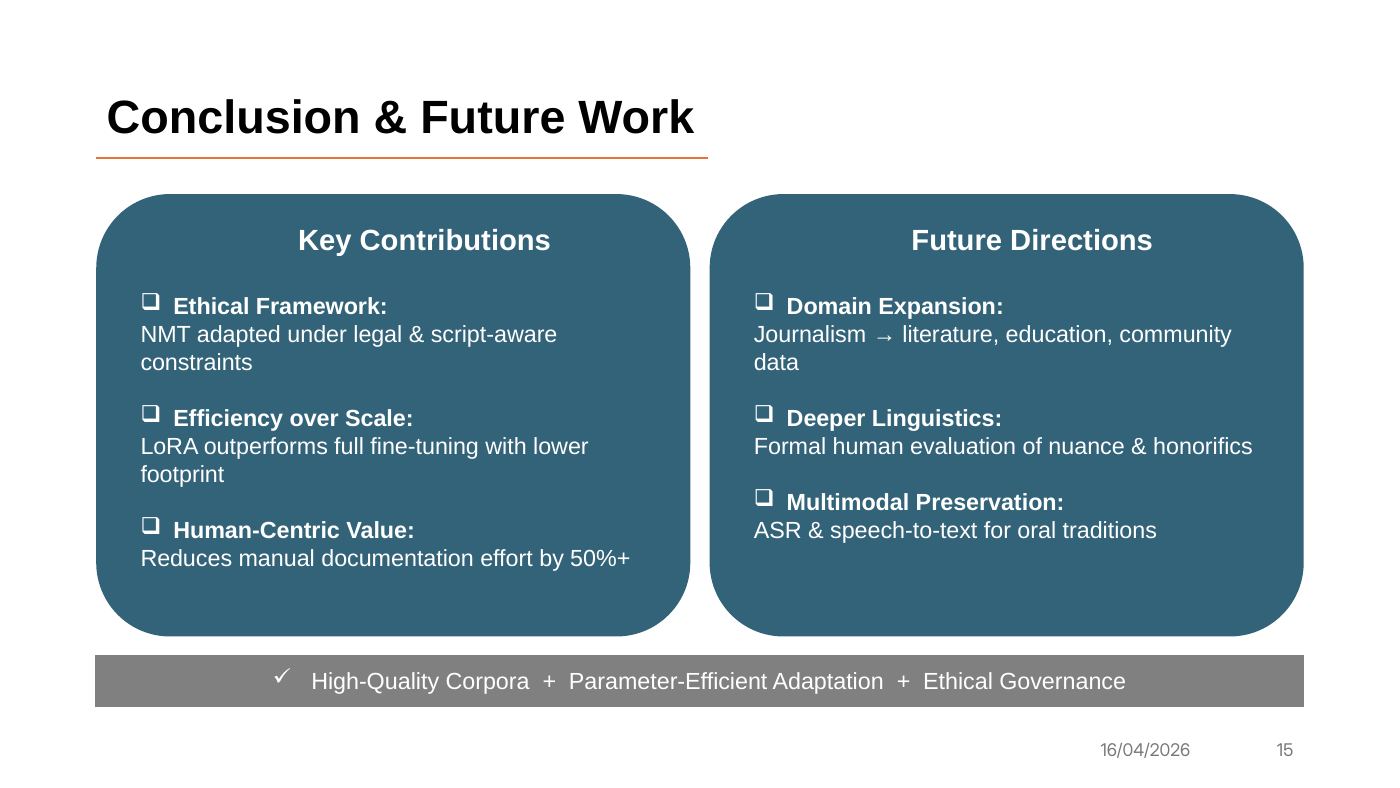 Conclusion & Future Work
Key Contributions
❑ Ethical Framework:
NMT adapted under legal & script-aware
constraints
❑ Efficiency over Scale:
LoRA outperforms full fine-tuning with lower
footprint
❑ Human-Centric Value:
Reduces manual documentation effort by 50%+
Future Directions
❑ Domain Expansion:
Journalism → literature, education, community
data
❑ Deeper Linguistics:
Formal human evaluation of nuance & honorifics
❑ Multimodal Preservation:
ASR & speech-to-text for oral traditions
✓ High-Quality Corpora + Parameter-Efficient Adaptation + Ethical Governance
16/04/2026 15